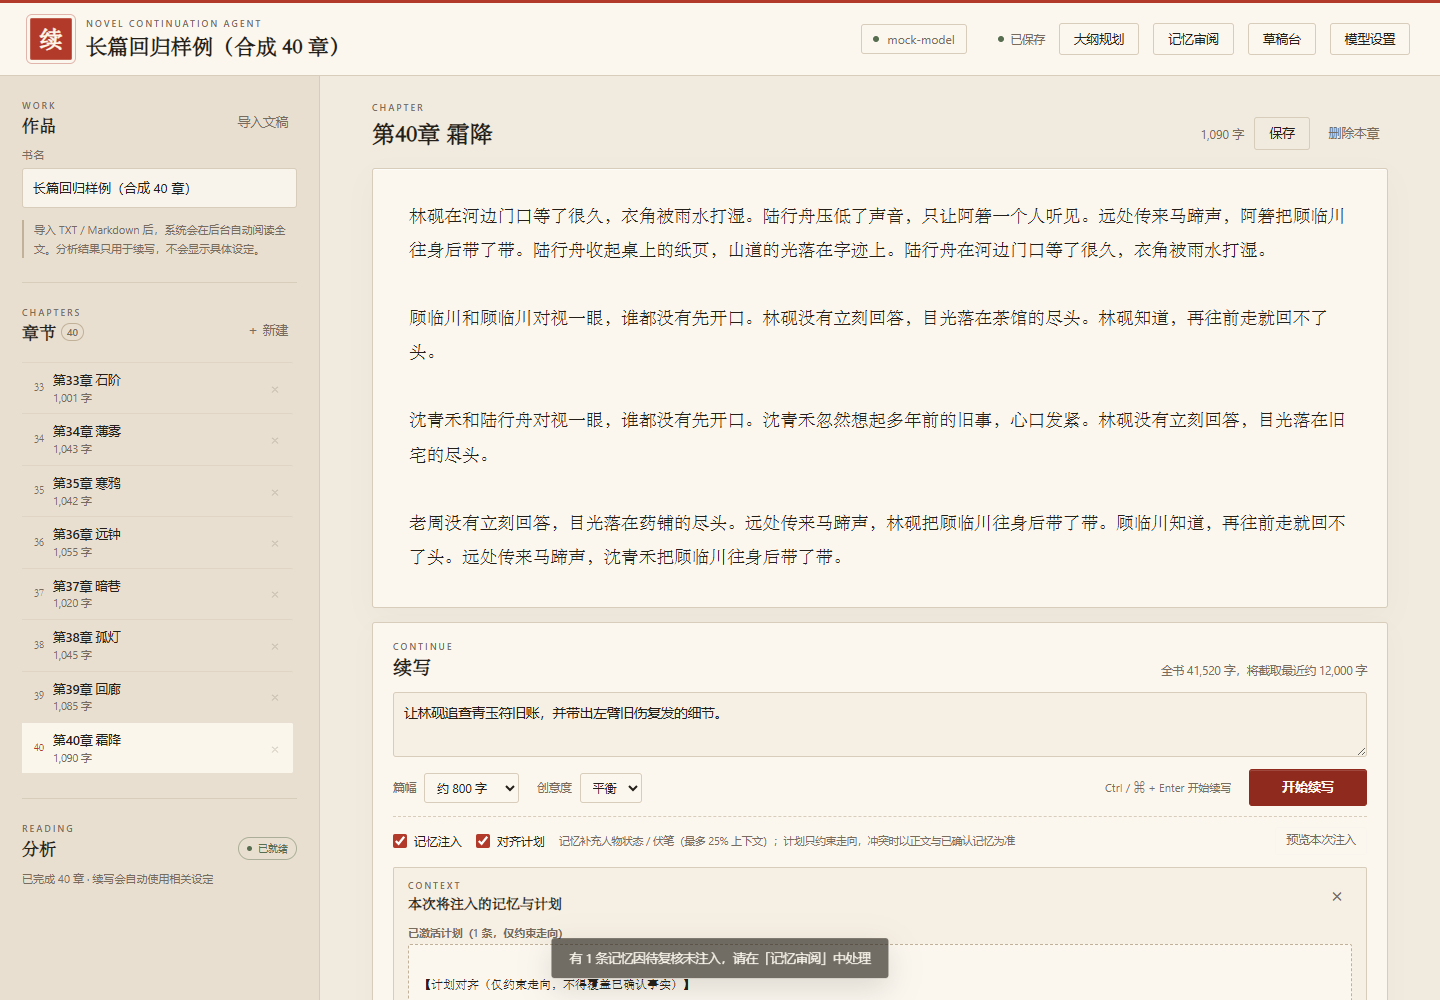 续
NOVEL CONTINUATION AGENT
长篇回归样例（合成 40 章）
mock-model
已保存
大纲规划
记忆审阅
草稿台
模型设置
WORK
作品
导入文稿
书名
长篇回归样例（合成 40 章）
导入 TXT / Markdown 后，系统会在后台自动阅读全
文。分析结果只用于续写，不会显示具体设定。
CHAPTERS
章节 40
+ 新建
33 第33章 石阶 ×
1,001 字
34 第34章 薄雾 ×
1,043 字
35 第35章 寒鸦 ×
1,042 字
36 第36章 远钟 ×
1,055 字
37 第37章 暗巷 ×
1,020 字
38 第38章 孤灯 ×
1,045 字
39 第39章 回廊 ×
1,085 字
40 第40章 霜降 ×
1,090 字
READING
分析
已就绪
已完成 40 章 · 续写会自动使用相关设定
CHAPTER
第40章 霜降
1,090 字
保存
删除本章
林砚在河边门口等了很久，衣角被雨水打湿。陆行舟压低了声音，只让阿砦一个人听见。远处传来马蹄声，阿砦把顾临川
往身后带了带。陆行舟收起桌上的纸页，山道的光落在字迹上。陆行舟在河边门口等了很久，衣角被雨水打湿。
顾临川和顾临川对视一眼，谁都没有先开口。林砚没有立刻回答，目光落在茶馆的尽头。林砚知道，再往前走就回不了
头。
沈青禾和陆行舟对视一眼，谁都没有先开口。沈青禾忽然想起多年前的旧事，心口发紧。林砚没有立刻回答，目光落在旧
宅的尽头。
老周没有立刻回答，目光落在药铺的尽头。远处传来马蹄声，林砚把顾临川往身后带了带。顾临川知道，再往前走就回不
了头。远处传来马蹄声，沈青禾把顾临川往身后带了带。
CONTINUE
续写
全书 41,520 字，将截取最近约 12,000 字
让林砚追查青玉符旧账，并带出左臂旧伤复发的细节。
篇幅
约 800 字
创意度
平衡
Ctrl / ⌘ + Enter 开始续写
开始续写
记忆注入
对齐计划
记忆补充人物状态 / 伏笔（最多 25% 上下文）；计划只约束走向，冲突时以正文与已确认记忆为准
预览本次注入
CONTEXT
本次将注入的记忆与计划
×
已激活计划（1 条，仅约束走向）
有 1 条记忆因待复核未注入，请在「记忆审阅」中处理
【计划对齐（仅约束走向，不得覆盖已确认事实）】